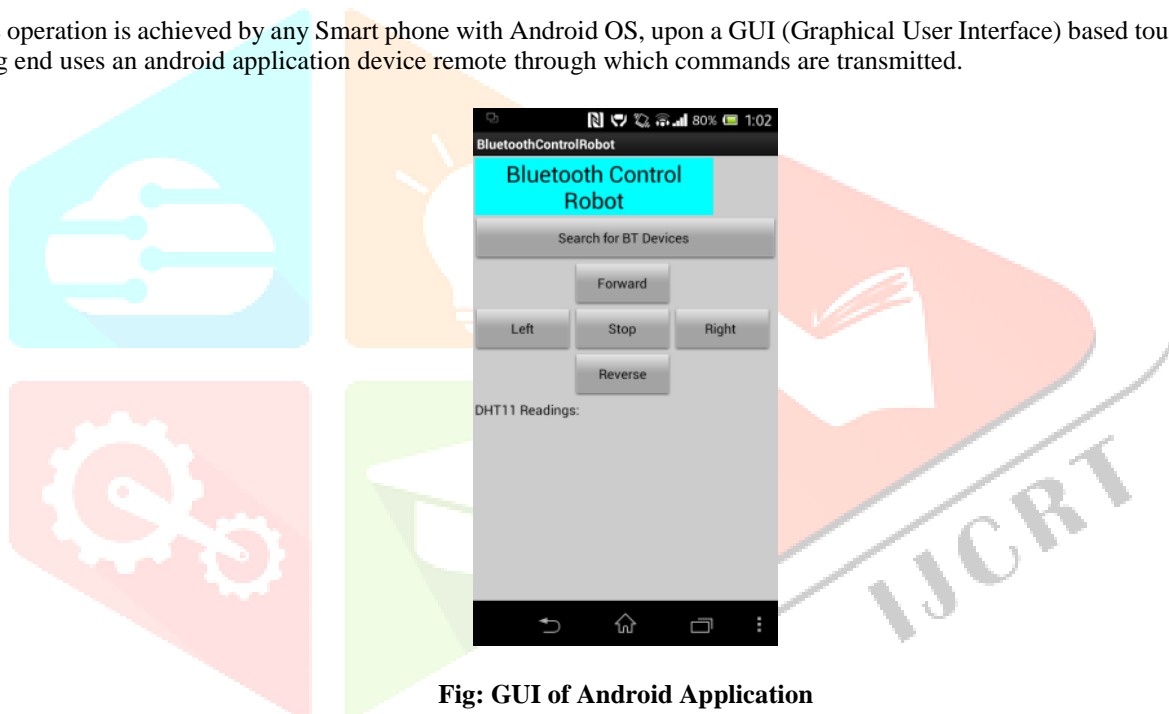 operation is achieved by any Smart phone with Android OS, upon a GUI (Graphical User Interface) based
end uses an android application device remote through which commands are transmitted.
80% 1:02
BluetoothControlRobot
Bluetooth Control
Robot
Search for BT Devices
Forward
Left Stop Right
Reverse
DHT11 Readings:
IJCRT
Fig: GUI of Android Application